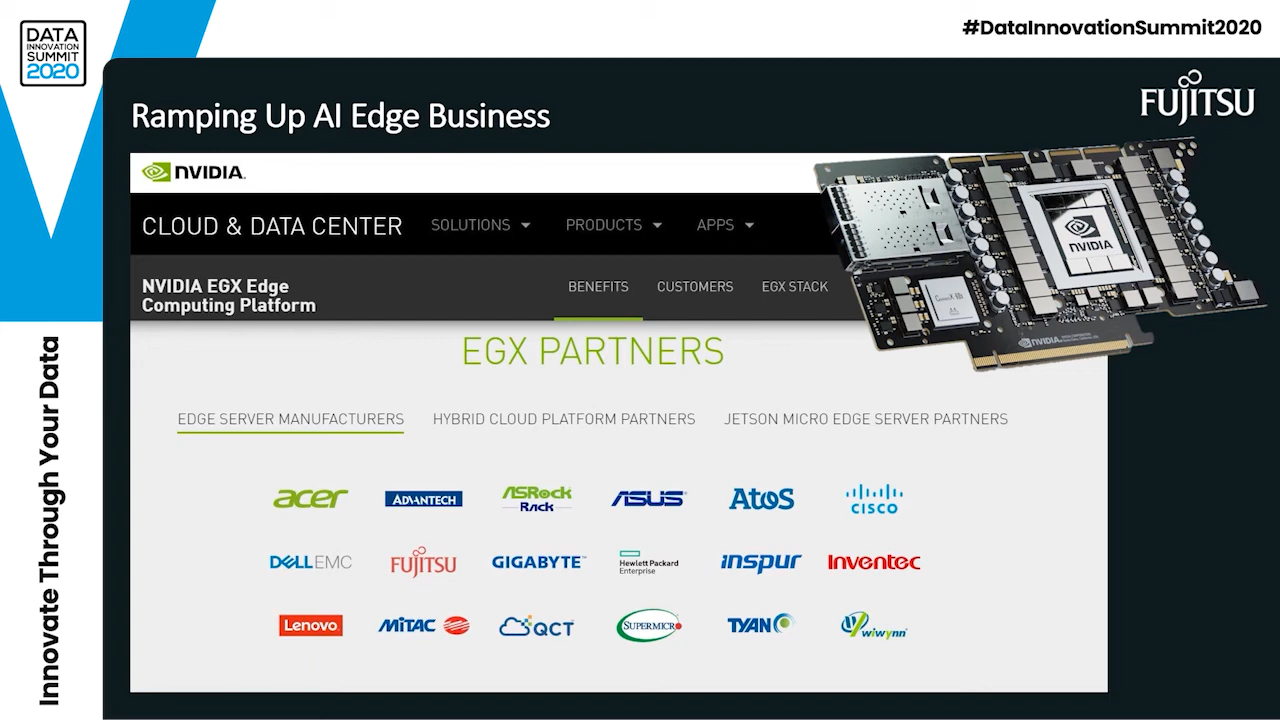 DATA
INNOVATION
SUMMIT
2020
#DataInnovationSummit2020
FUJITSU
Ramping Up AI Edge Business
NVIDIA.
CLOUD & DATA CENTER SOLUTIONS PRODUCTS APPS
NVIDIA EGX Edge
Computing Platform
BENEFITS CUSTOMERS EGX STACK
NVIDIA
NVIDIA.
EGX PARTNERS
EDGE SERVER MANUFACTURERS HYBRID CLOUD PLATFORM PARTNERS JETSON MICRO EDGE SERVER PARTNERS
acer ADVANTECH ASRock Rack ASUS Atos CISCO
DELLEMC FUJITSU GIGABYTE™ Hewlett Packard Enterprise inspur Inventec
Lenovo MiTAC QCT SUPERMICRO TYAN wiwynn
Innovate Through Your Data